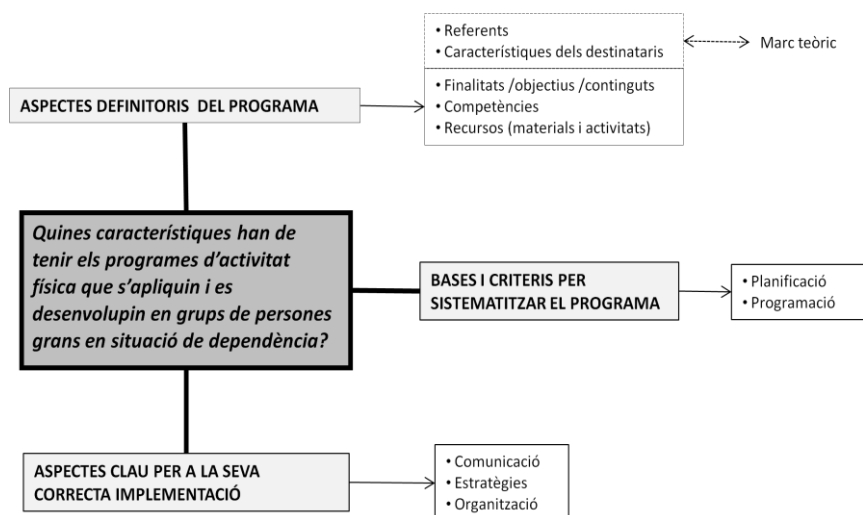 • Referents
• Característiques dels destinataris
Marc teòric
• Finalitats /objectius /continguts
• Competències
• Recursos (materials i activitats)
ASPECTES DEFINITORIS DEL PROGRAMA
Quines característiques han de
tenir els programes d'activitat
física que s'apliquin i es
desenvolupin en grups de persones
grans en situació de dependència?
BASES I CRITERIS PER
SISTEMATITZAR EL PROGRAMA
• Planificació
• Programació
ASPECTES CLAU PER A LA SEVA
CORRECTA IMPLEMENTACIÓ
• Comunicació
• Estratègies
• Organització